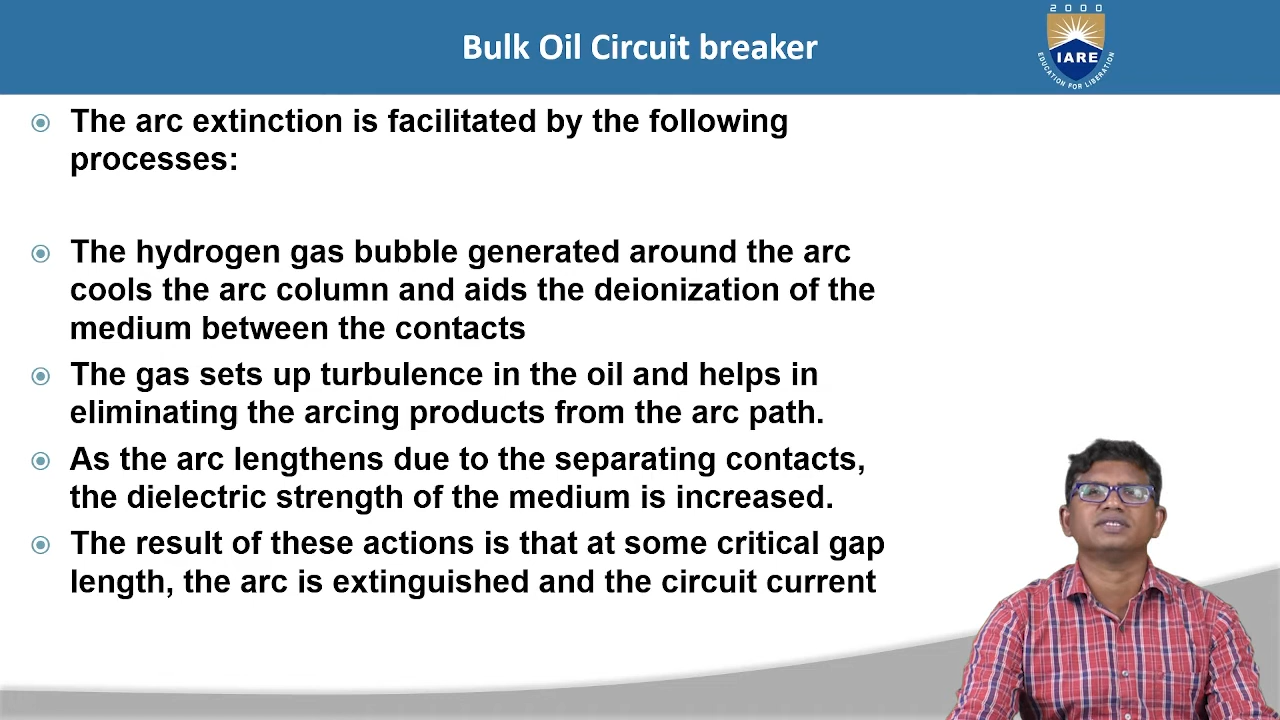 Bulk Oil Circuit breaker
2000
IARE
EDUCATION FOR LIBERATION
The arc extinction is facilitated by the following
processes:
The hydrogen gas bubble generated around the arc
cools the arc column and aids the deionization of the
medium between the contacts
The gas sets up turbulence in the oil and helps in
eliminating the arcing products from the arc path.
As the arc lengthens due to the separating contacts,
the dielectric strength of the medium is increased.
The result of these actions is that at some critical gap
length, the arc is extinguished and the circuit current